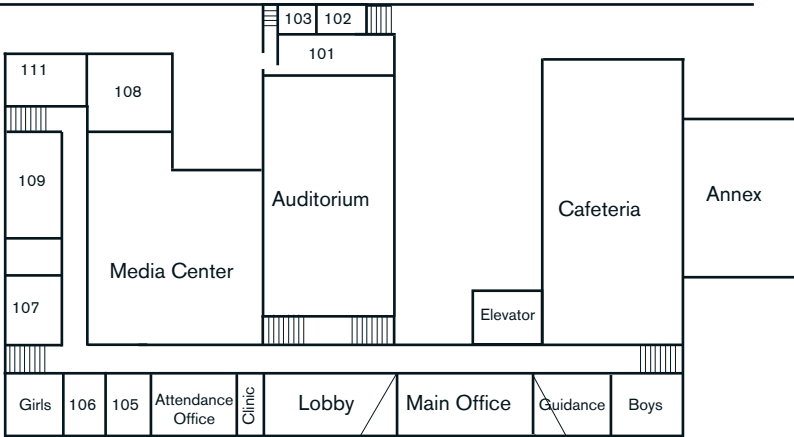 103
102
101
111
108
109
Auditorium
Annex
Cafeteria
Media Center
107
Elevator
Girls
106
105
Attendance
Office
Clinic
Lobby
Main Office
Guidance
Boys